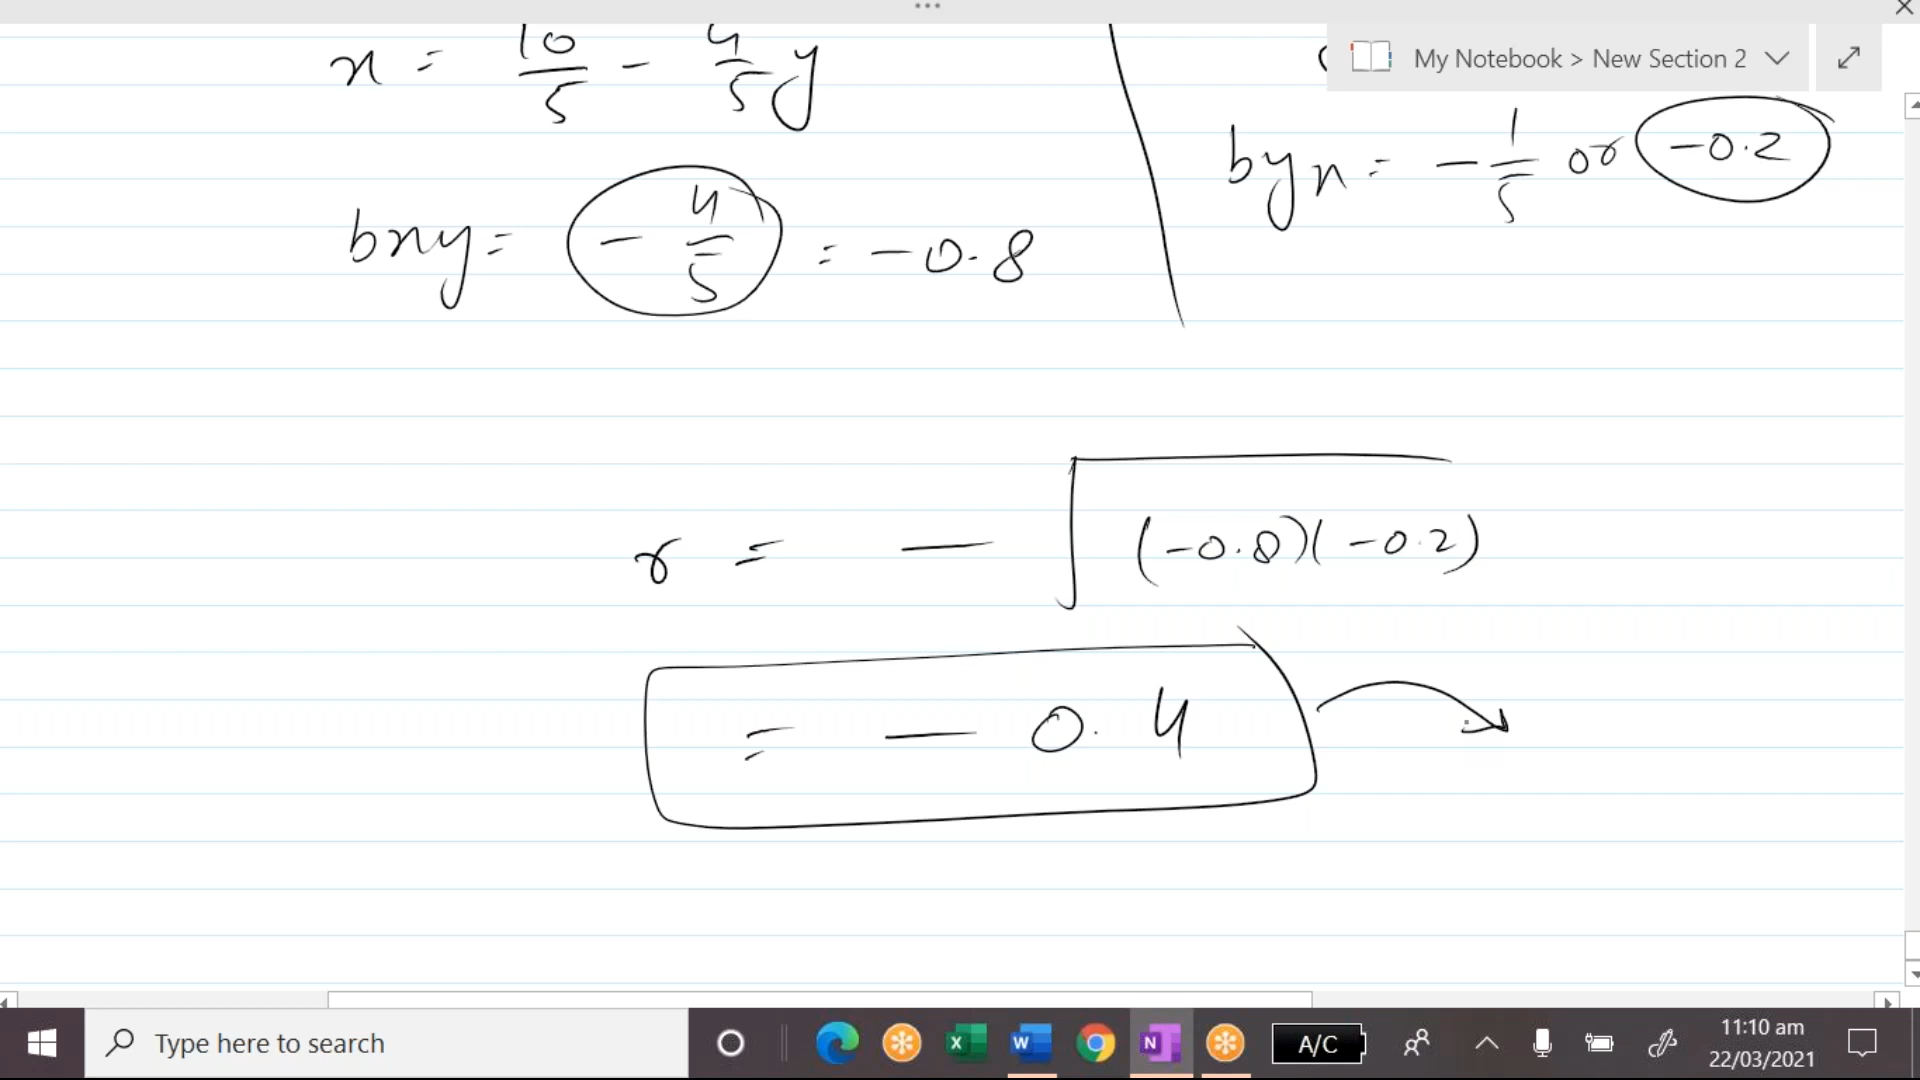 My Notebook > New Section 2
x = 10/5 - 4/5 y
bxy = - 4/5 = -0.8
byx = - 1/5 or -0.2
r = - √(-0.8)(-0.2)
= - 0.4
Type here to search
A/C
11:10 am
22/03/2021